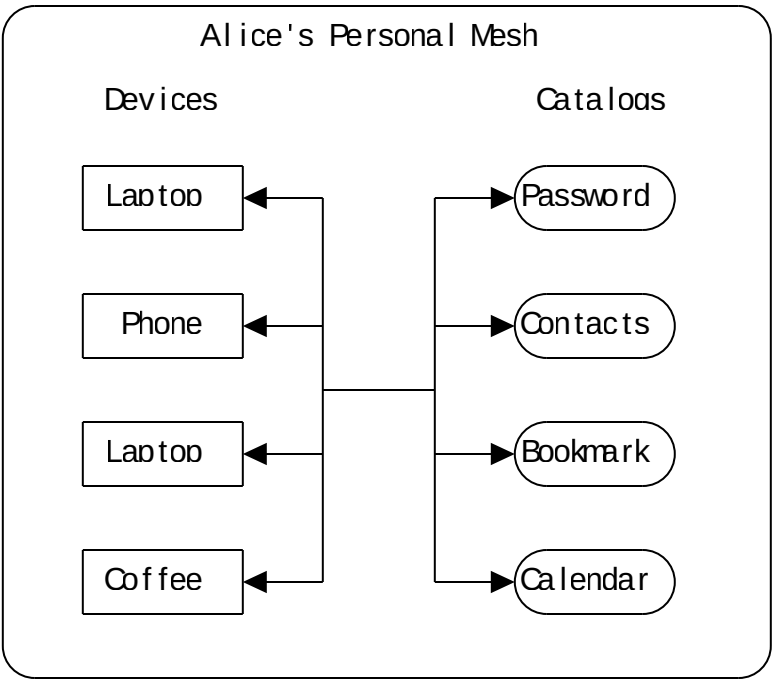 Alice's Personal Mesh
Devices
Catalogs
Laptop
Password
Phone
Contacts
Laptop
Bookmark
Coffee
Calendar